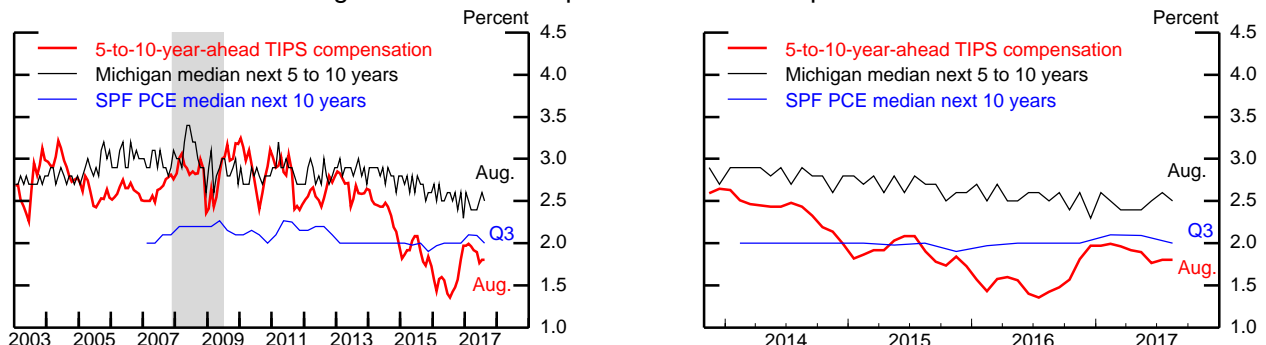 Percent
4.5
4.0
3.5
3.0
2.5
2.0
1.5
1.0
5-to-10-year-ahead TIPS compensation
Michigan median next 5 to 10 years
SPF PCE median next 10 years
Aug.
Q3
Aug.
2003 2005 2007 2009 2011 2013 2015 2017
Percent
4.5
4.0
3.5
3.0
2.5
2.0
1.5
1.0
5-to-10-year-ahead TIPS compensation
Michigan median next 5 to 10 years
SPF PCE median next 10 years
Aug.
Q3
Aug.
2014 2015 2016 2017